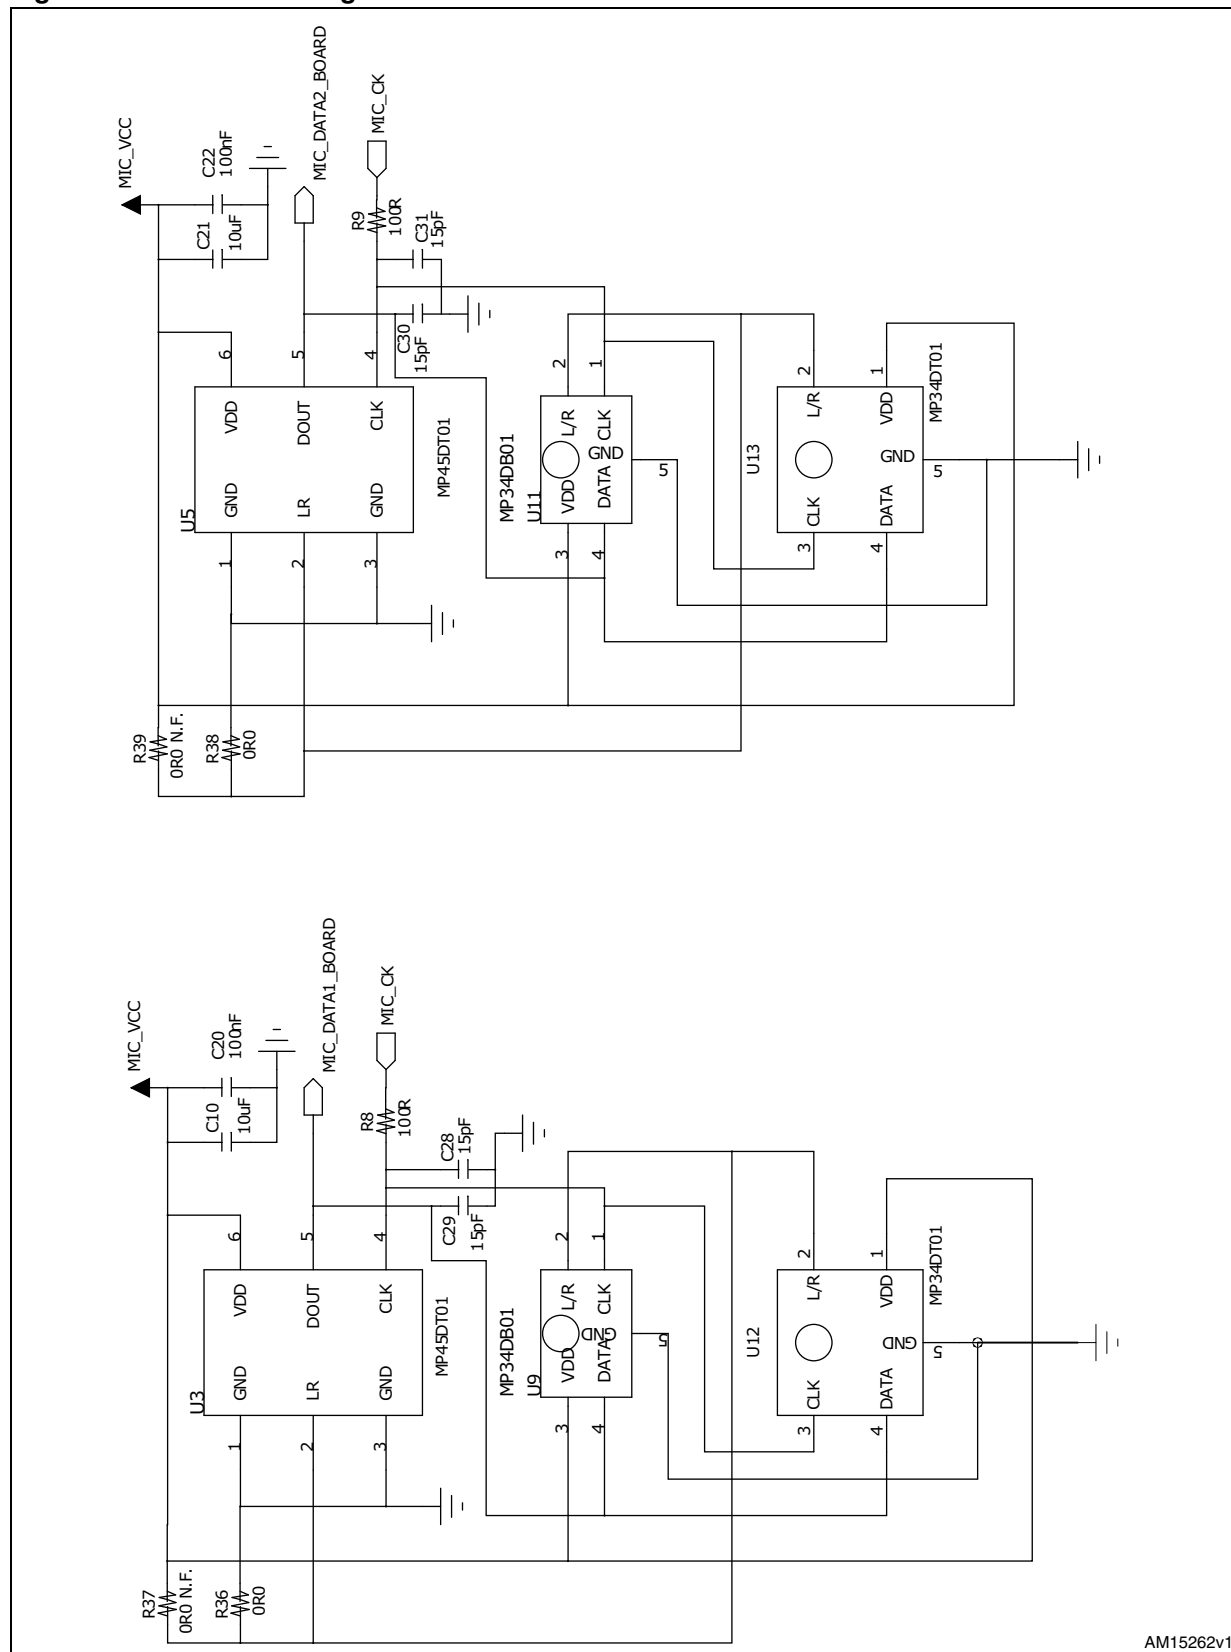 MIC_VCC
C21
10uF
C22
100nF
MIC_DATA2_BOARD
MIC_CK
R9
100R
C31
15pF
C30
15pF
6
5
4
VDD
DOUT
CLK
GND
LR
GND
U5
MP45DT01
1
2
3
R39
0R0 N.F.
R38
0R0
2
1
L/R
CLK
GND
VDD
DATA
MP34DB01
U11
5
3
4
2
1
L/R
VDD
GND
CLK
DATA
U13
MP34DT01
5
3
4
MIC_VCC
C10
10uF
C20
100nF
MIC_DATA1_BOARD
MIC_CK
R8
100R
C28
15pF
C29
15pF
6
5
4
VDD
DOUT
CLK
GND
LR
GND
U3
MP45DT01
1
2
3
R37
0R0 N.F.
R36
0R0
2
1
L/R
CLK
GND
VDD
DATA
MP34DB01
U9
5
3
4
2
1
L/R
VDD
GND
CLK
DATA
U12
MP34DT01
5
3
4
AM15262v1